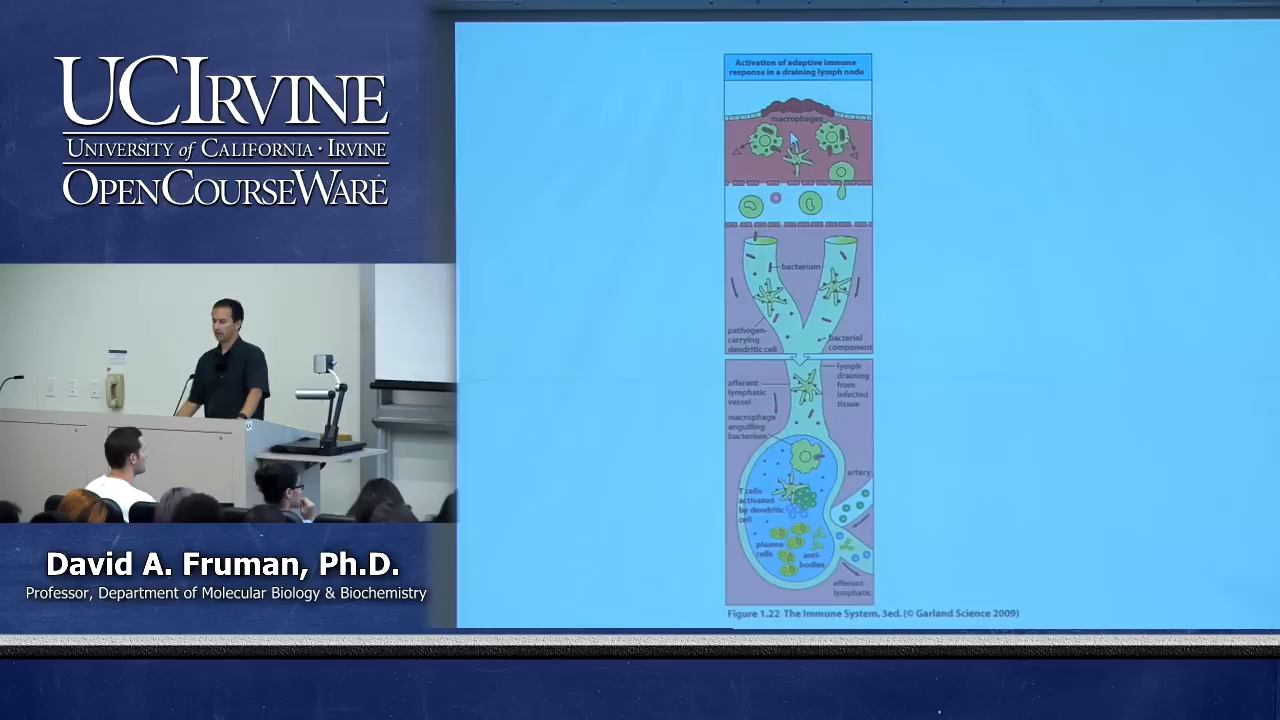 UCIRVINE
UNIVERSITY of CALIFORNIA · IRVINE
OPENCOURSEWARE
David A. Fruman, Ph.D.
Professor, Department of Molecular Biology & Biochemistry
Activation of adaptive immune
response in a draining lymph node
macrophages
bacterium
pathogen-
carrying
dendritic cell
bacterial
component
afferent
lymphatic
vessel
lymph
draining
from
infected
tissue
macrophage
engulfing
bacterium
artery
T cells
activated
by dendritic
cell
plasma
cells
anti-
bodies
efferent
lymphatic
Figure 1.22 The Immune System, 3ed. (© Garland Science 2009)